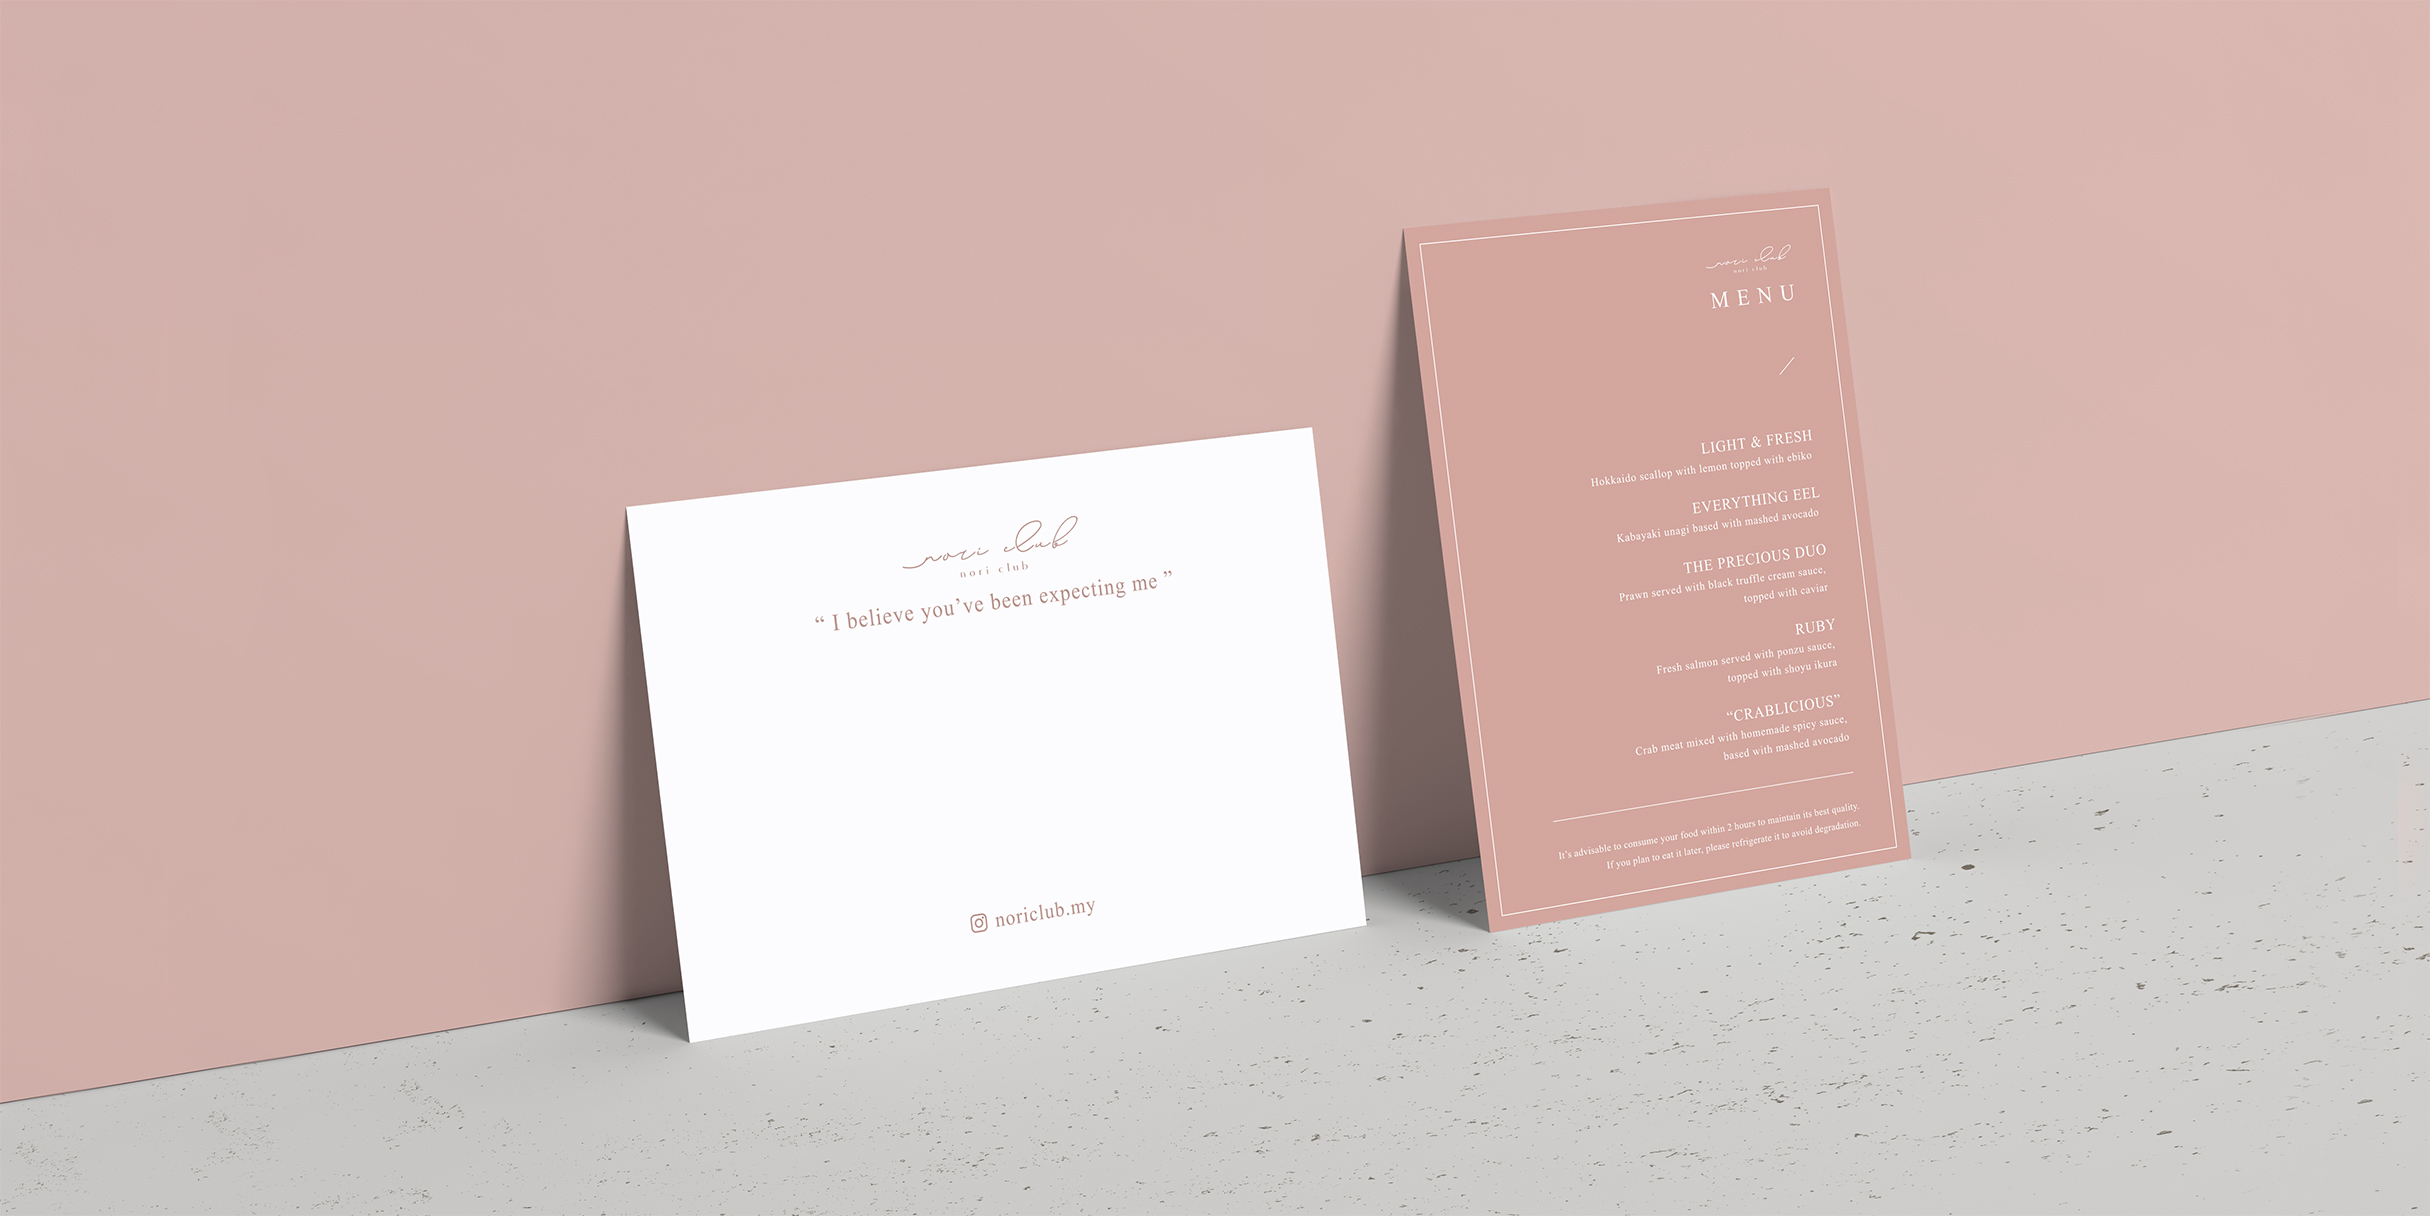 nori club
nori club
“ I believe you’ve been expecting me ”
noriclub.my
nori club
nori club
MENU
LIGHT & FRESH
Hokkaido scallop with lemon topped with ebiko
EVERYTHING EEL
Kabayaki unagi based with mashed avocado
THE PRECIOUS DUO
Prawn served with black truffle cream sauce,
topped with caviar
RUBY
Fresh salmon served with ponzu sauce,
topped with shoyu ikura
“CRABLICIOUS”
Crab meat mixed with homemade spicy sauce,
based with mashed avocado
It’s advisable to consume your food within 2 hours to maintain its best quality.
If you plan to eat it later, please refrigerate it to avoid degradation.